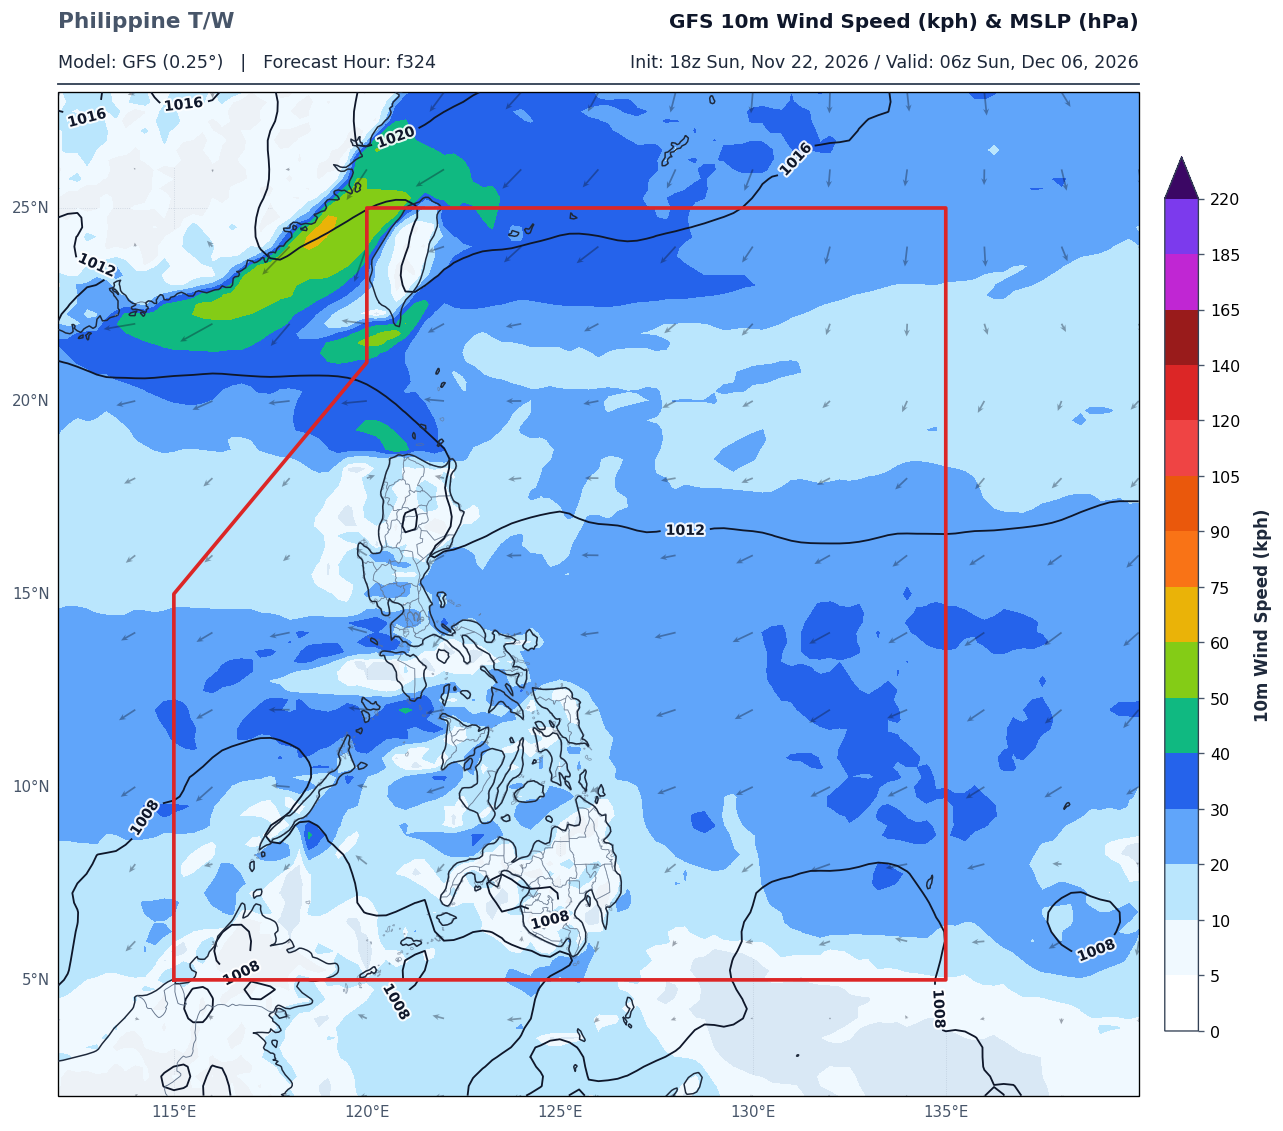 Philippine T/W
GFS 10m Wind Speed (kph) & MSLP (hPa)
Model: GFS (0.25°) | Forecast Hour: f324
Init: 18z Sun, Nov 22, 2026 / Valid: 06z Sun, Dec 06, 2026
1016
1016
1020
1016
1012
1012
1008
1008
1008
1008
1008
1008
25°N
20°N
15°N
10°N
5°N
115°E
120°E
125°E
130°E
135°E
220
185
165
140
120
105
90
75
60
50
40
30
20
10
5
0
10m Wind Speed (kph)